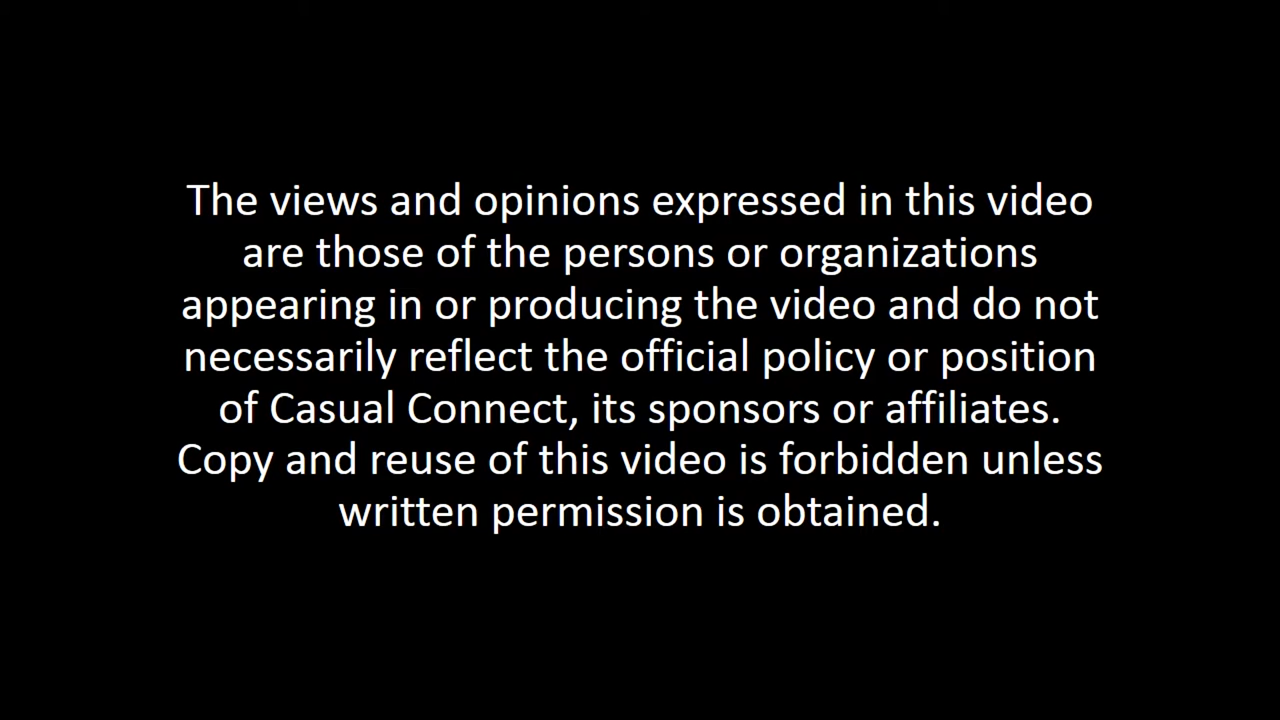 The views and opinions expressed in this video
are those of the persons or organizations
appearing in or producing the video and do not
necessarily reflect the official policy or position
of Casual Connect, its sponsors or affiliates.
Copy and reuse of this video is forbidden unless
written permission is obtained.